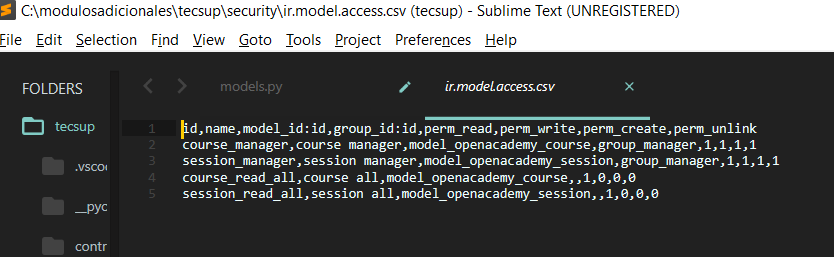 C:\modulosadicionales\tecsup\security\ir.model.access.csv (tecsup) - Sublime Text (UNREGISTERED)
File Edit Selection Find View Goto Tools Project Preferences Help
FOLDERS
tecsup
.vscod
__pyc
contr
models.py
ir.model.access.csv
1 id,name,model_id:id,group_id:id,perm_read,perm_write,perm_create,perm_unlink
2 course_manager,course manager,model_openacademy_course,group_manager,1,1,1,1
3 session_manager,session manager,model_openacademy_session,group_manager,1,1,1,1
4 course_read_all,course all,model_openacademy_course,,1,0,0,0
5 session_read_all,session all,model_openacademy_session,,1,0,0,0